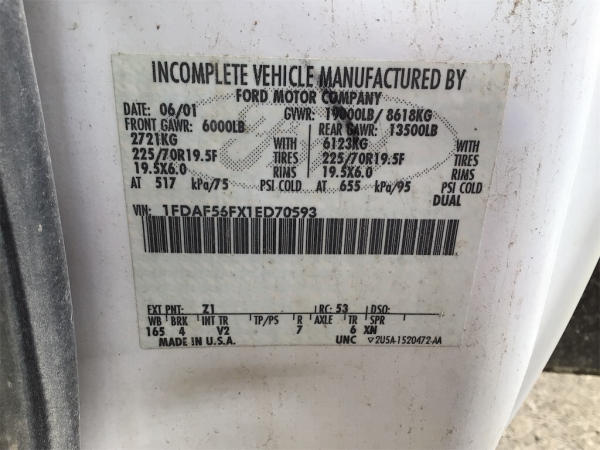 INCOMPLETE VEHICLE MANUFACTURED BY
FORD MOTOR COMPANY
DATE: 06/01 GVWR: 19000LB/ 8618KG
FRONT GAWR: 6000LB REAR GAWR: 13500LB
2721KG WITH 6123KG WITH
225/70R19.5F TIRES 225/70R19.5F TIRES
19.5X6.0 RIMS 19.5X6.0 RIMS
AT 517 kPa/75 PSI COLD AT 655 kPa/95 PSI COLD
DUAL
VIN: 1FDAF56FX1ED70593
EXT PNT: Z1 RC: 53 DSO:
WB BRK INT TR TP/PS R AXLE TR SPR
165 4 V2 7 6 XN
MADE IN U.S.A. UNC ▽2U5A-1520472-AA